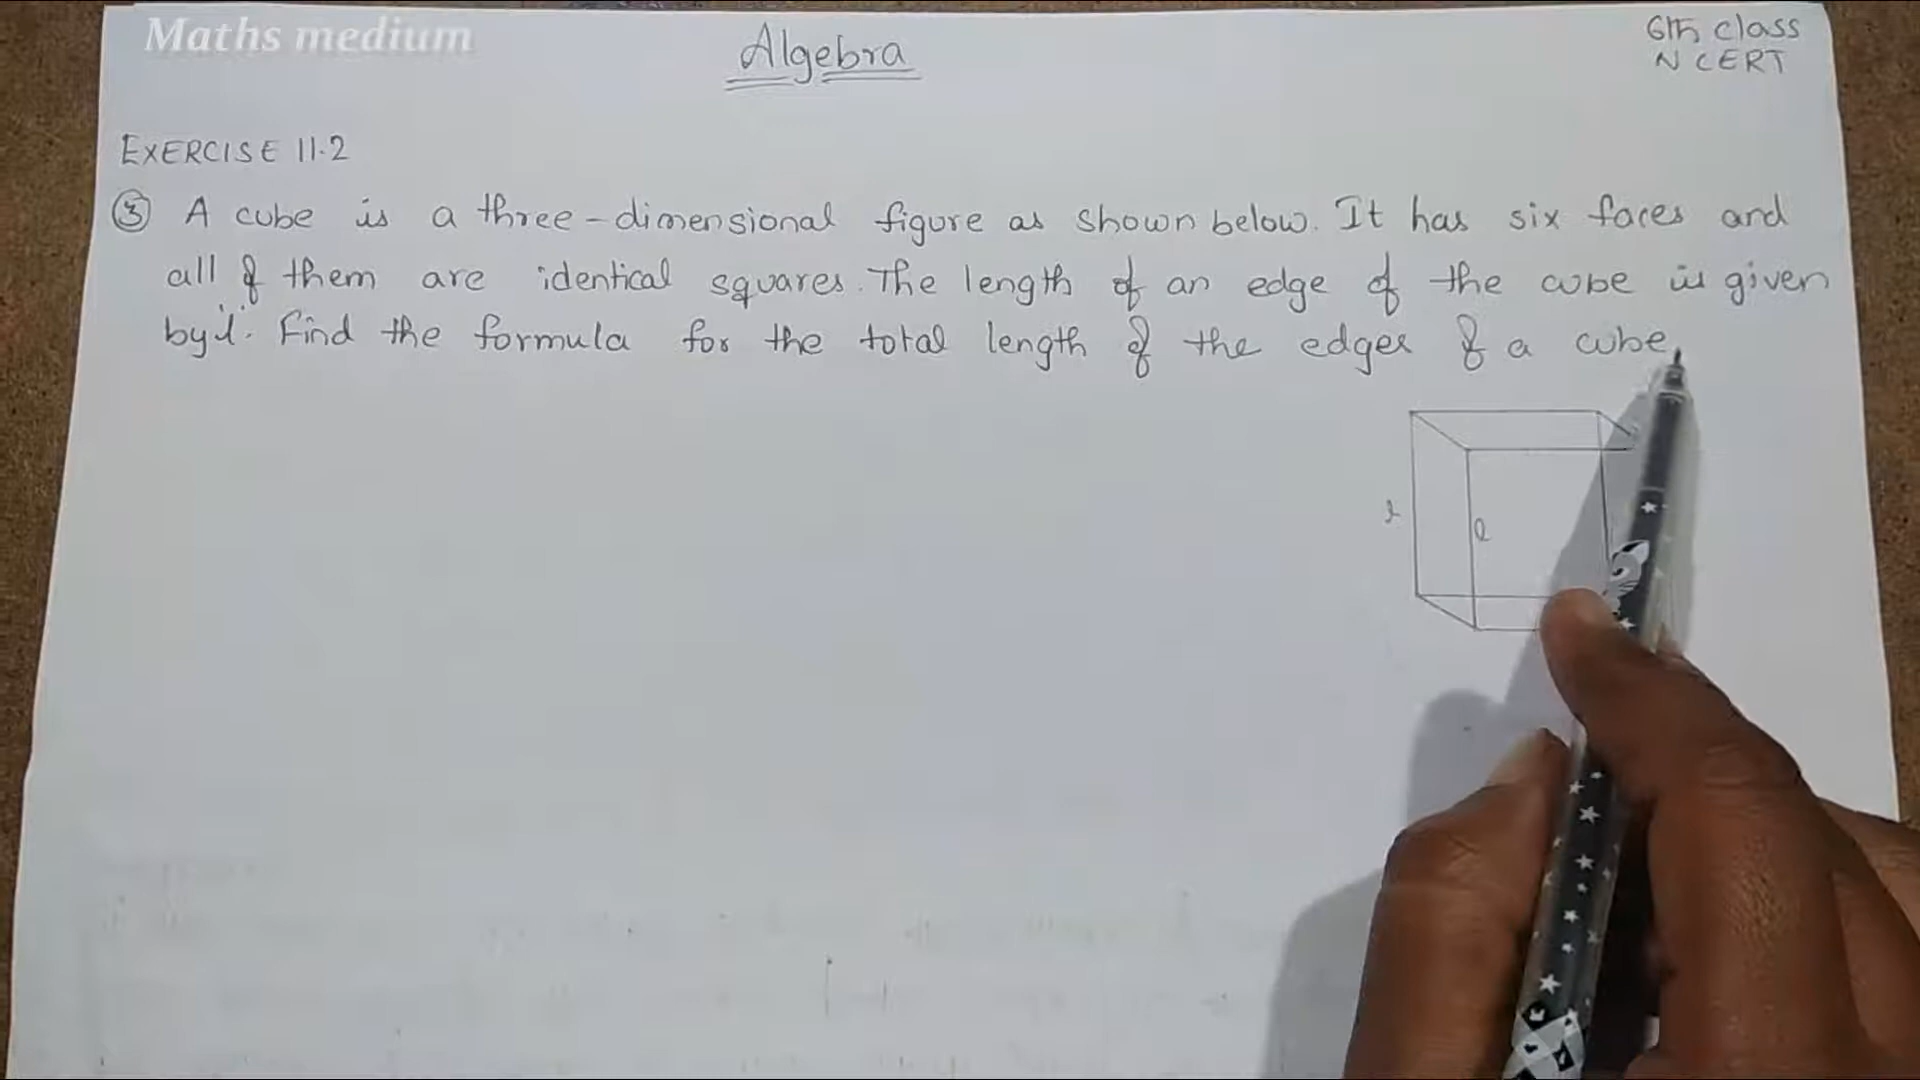 Maths medium
Algebra
6th class
NCERT
EXERCISE 11.2
③ A cube is a three-dimensional figure as shown below. It has six faces and
all of them are identical squares. The length of an edge of the cube is given
by 'l'. Find the formula for the total length of the edges of a cube.
l
l